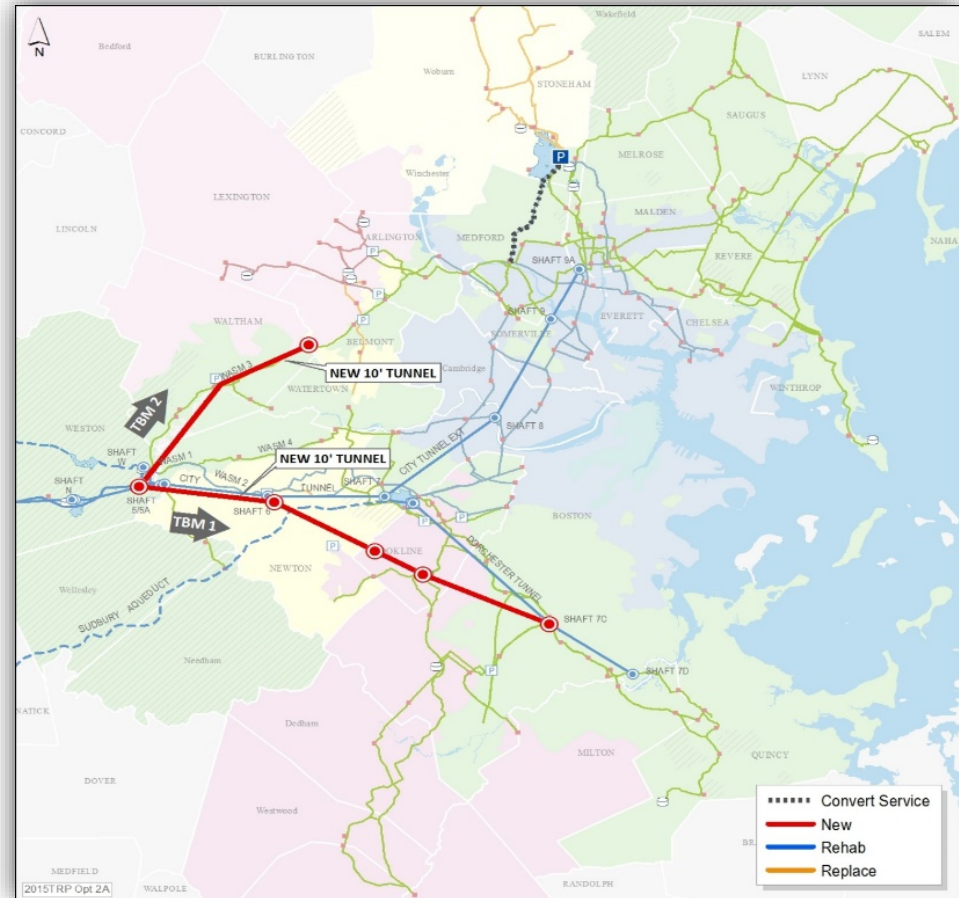 N
Bedford
BURLINGTON
Woburn
STONEHAM
Wakefield
SALEM
LYNN
SAUGUS
CONCORD
LEXINGTON
Winchester
P
MELROSE
MALDEN
LINCOLN
ARLINGTON
MEDFORD
P
SHAFT 9A
REVERE
NAHA
P
WALTHAM
P
SHAFT 9
SOMERVILLE
EVERETT
CHELSEA
BELMONT
Cambridge
P
WASM 3
NEW 10' TUNNEL
WATERTOWN
WINTHROP
TBM 2
WESTON
SHAFT 8
CITY TUNNEL EXT
WASM 4
SHAFT
W
WASM 1
NEW 10' TUNNEL
SHAFT
N
CITY
WASM 2
TUNNEL
SHAFT 7
SHAFT
5/5A
SHAFT 6
TBM 1
P
P
BOSTON
P
OKLINE
DORCHESTER TUNNEL
NEWTON
Wellesley
SUDBURY AQUEDUCT
SHAFT 7C
Needham
P
SHAFT 7D
NATICK
Dedham
MILTON
QUINCY
DOVER
Westwood
Convert Service
New
Rehab
Replace
BRA
MEDFIELD
RANDOLPH
2015TRP Opt 2A
WALPOLE